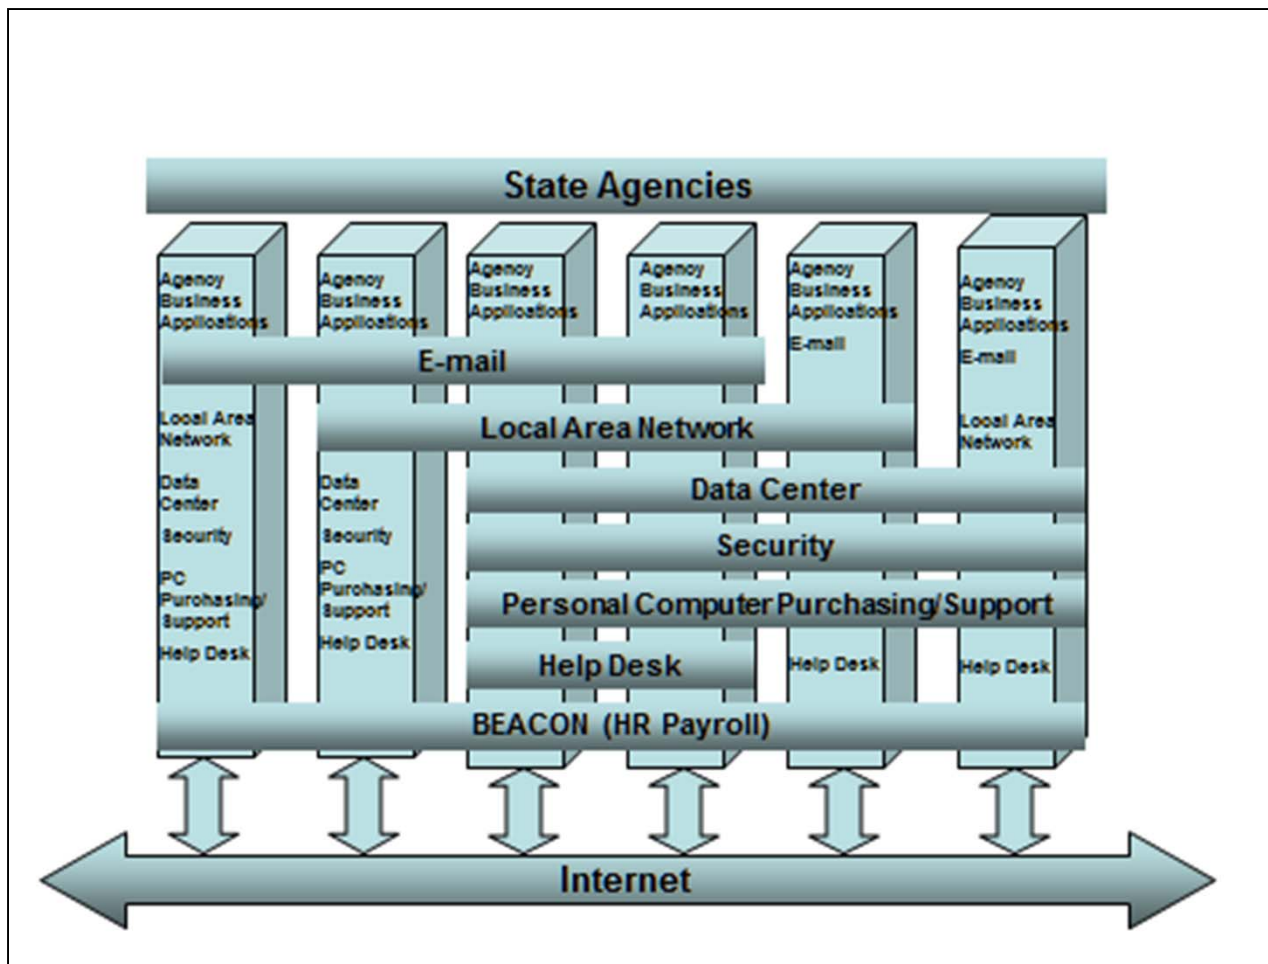 State Agencies
Agency
Business
Applications
Agency
Business
Applications
Agency
Business
Applications
Agency
Business
Applications
Agency
Business
Applications
E-mail
Agency
Business
Applications
E-mail
E-mail
Local Area
Network
Local Area Network
Local Area
Network
Data
Center
Data
Center
Data Center
Security
Security
Security
PC
Purchasing/
Support
PC
Purchasing/
Support
Personal Computer Purchasing/Support
Help Desk
Help Desk
Help Desk
Help Desk
Help Desk
BEACON (HR Payroll)
Internet